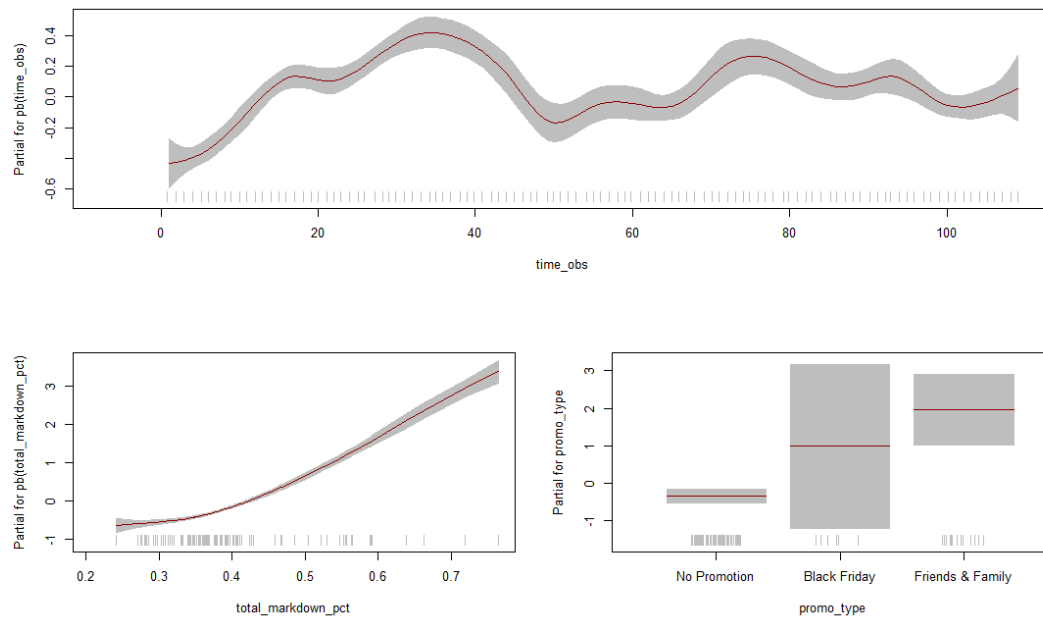 Partial for pb(time_obs)
0.4
0.2
0.0
-0.2
-0.6
0 20 40 60 80 100
time_obs
Partial for pb(total_markdown_pct)
3
2
1
0
-1
0.2 0.3 0.4 0.5 0.6 0.7
total_markdown_pct
Partial for promo_type
3
2
1
0
-1
No Promotion Black Friday Friends & Family
promo_type